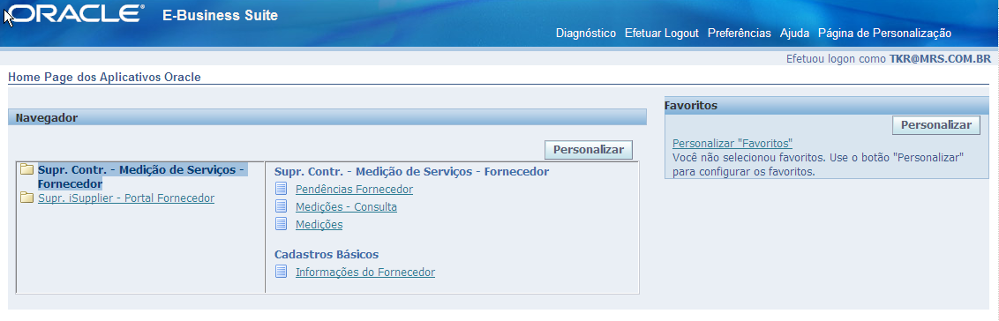 ORACLE® E-Business Suite
Diagnóstico Efetuar Logout Preferências Ajuda Página de Personalização
Efetuou logon como TKR@MRS.COM.BR
Home Page dos Aplicativos Oracle
Navegador
Personalizar
Supr. Contr. - Medição de Serviços -
Fornecedor
Supr. iSupplier - Portal Fornecedor
Supr. Contr. - Medição de Serviços - Fornecedor
Pendências Fornecedor
Medições - Consulta
Medições
Cadastros Básicos
Informações do Fornecedor
Favoritos
Personalizar
Personalizar "Favoritos"
Você não selecionou favoritos. Use o botão "Personalizar"
para configurar os favoritos.